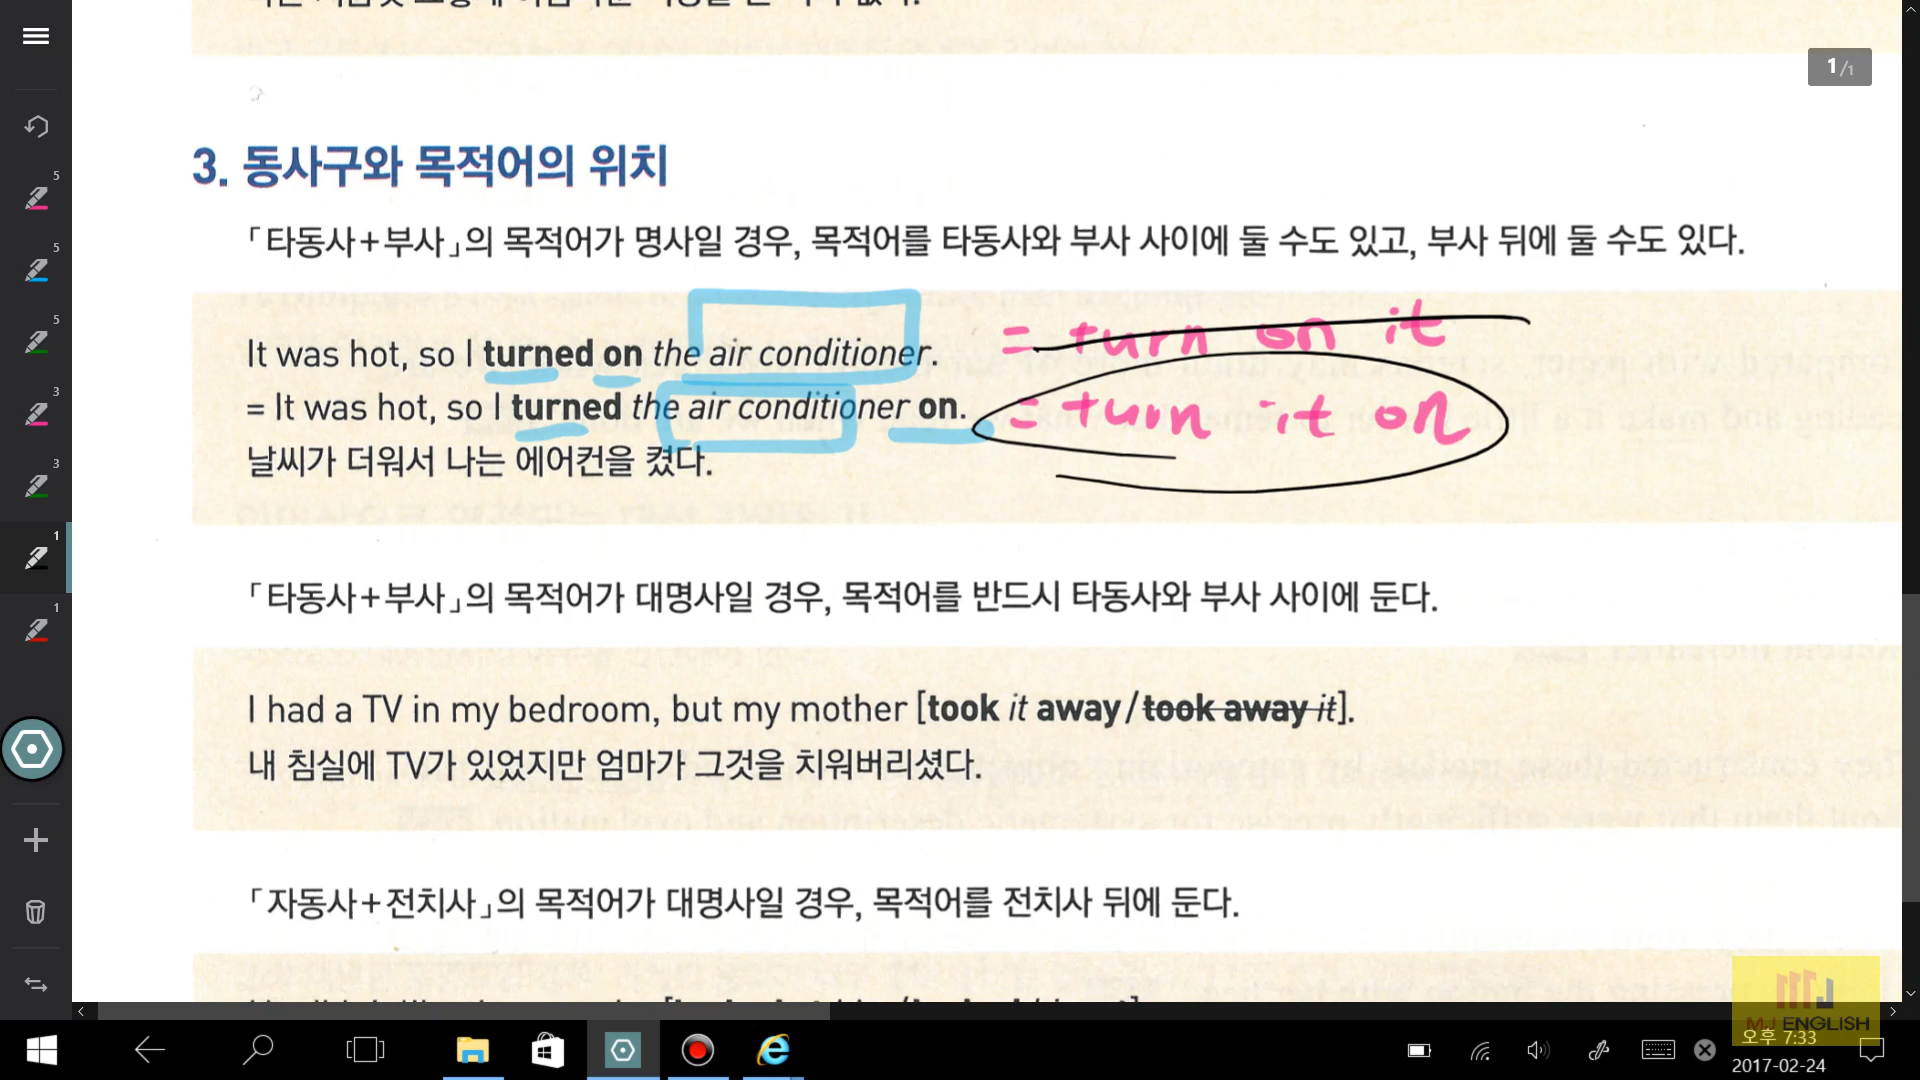 1/1
3. 동사구와 목적어의 위치
「타동사+부사」의 목적어가 명사일 경우, 목적어를 타동사와 부사 사이에 둘 수도 있고, 부사 뒤에 둘 수도 있다.
It was hot, so I turned on the air conditioner.
= turn on it
= It was hot, so I turned the air conditioner on.
= turn it on
날씨가 더워서 나는 에어컨을 켰다.
「타동사+부사」의 목적어가 대명사일 경우, 목적어를 반드시 타동사와 부사 사이에 둔다.
I had a TV in my bedroom, but my mother [took it away/took away it].
내 침실에 TV가 있었지만 엄마가 그것을 치워버리셨다.
「자동사+전치사」의 목적어가 대명사일 경우, 목적어를 전치사 뒤에 둔다.
5
5
5
3
3
1
1
MJ ENGLISH
오후 7:33
2017-02-24